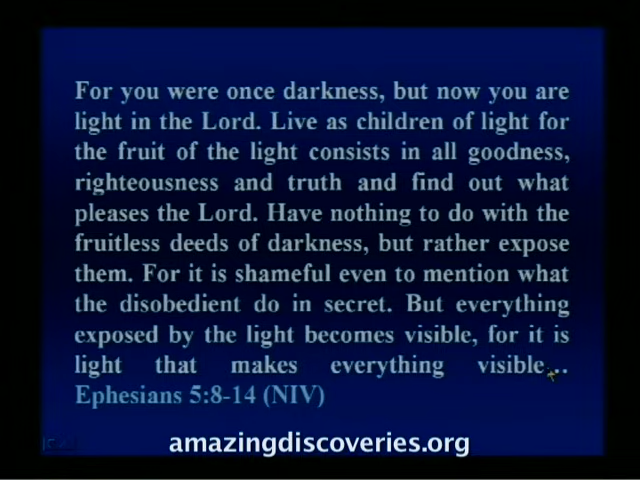 For you were once darkness, but now you are
light in the Lord. Live as children of light for
the fruit of the light consists in all goodness,
righteousness and truth and find out what
pleases the Lord. Have nothing to do with the
fruitless deeds of darkness, but rather expose
them. For it is shameful even to mention what
the disobedient do in secret. But everything
exposed by the light becomes visible, for it is
light that makes everything visible...
Ephesians 5:8-14 (NIV)
amazingdiscoveries.org